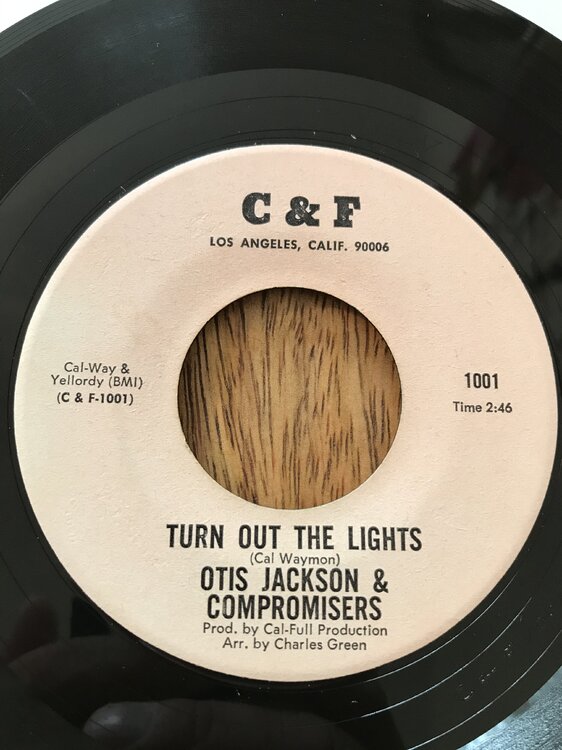 C & F
LOS ANGELES, CALIF. 90006
Cal-Way &
Yellordy (BMI)
(C & F-1001)
1001
Time 2:46
TURN OUT THE LIGHTS
(Cal Waymon)
OTIS JACKSON &
COMPROMISERS
Prod. by Cal-Full Production
Arr. by Charles Green